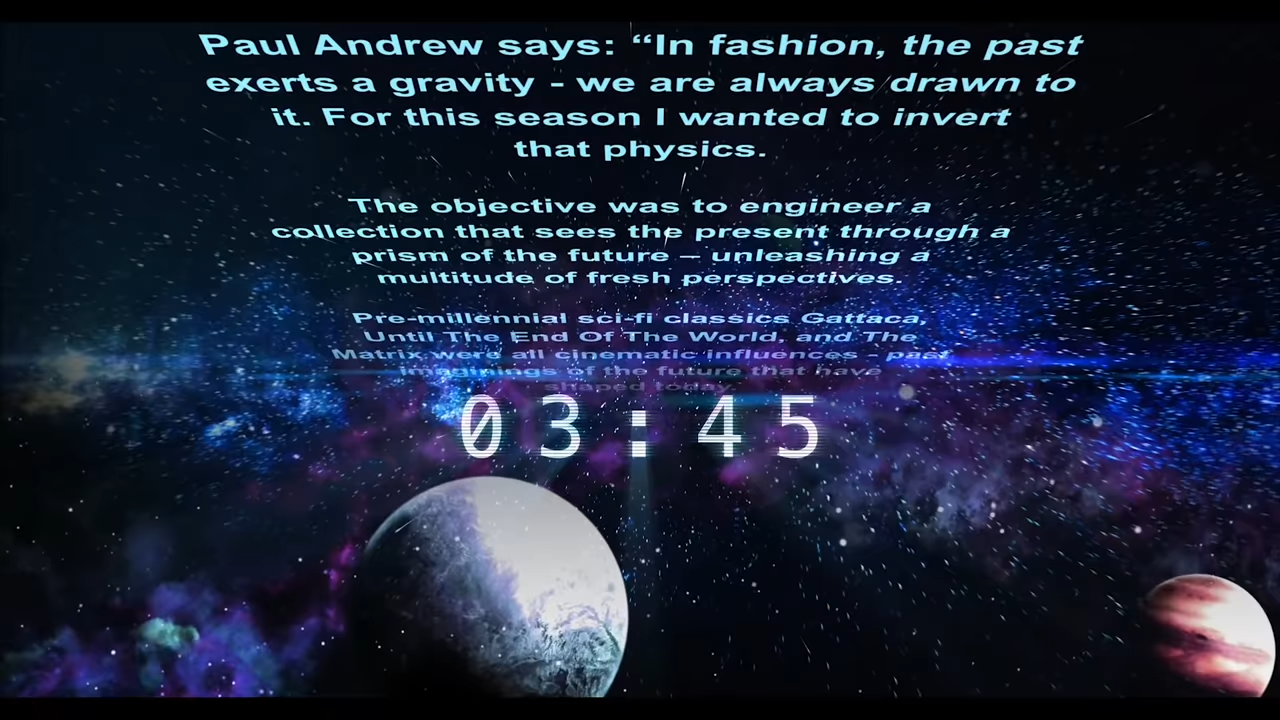 Paul Andrew says: “In fashion, the past
exerts a gravity - we are always drawn to
it. For this season I wanted to invert
that physics.
The objective was to engineer a
collection that sees the present through a
prism of the future – unleashing a
multitude of fresh perspectives.
Pre-millennial sci-fi classics Gattaca,
Until The End Of The World, and The
Matrix were all cinematic influences - past
imaginings of the future that have
shaped today.
03:45